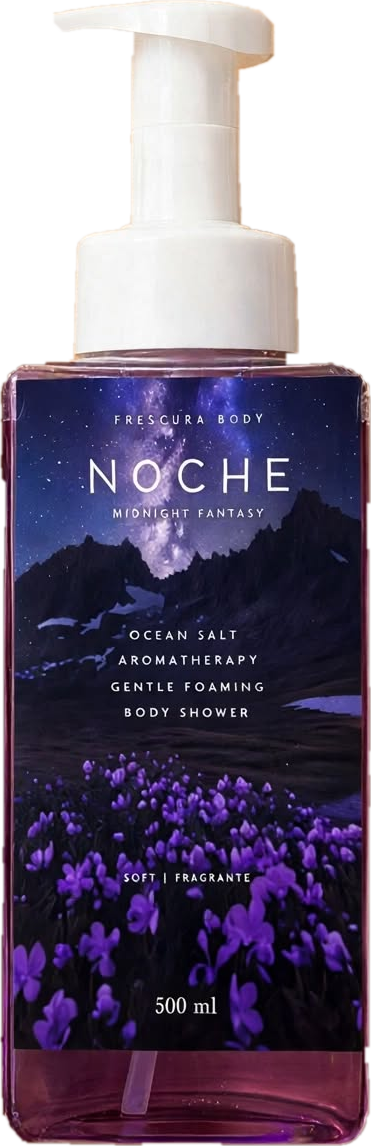 FRESCURA BODY
NOCHE
MIDNIGHT FANTASY
OCEAN SALT
AROMATHERAPY
GENTLE FOAMING
BODY SHOWER
SOFT | FRAGRANTE
500 ml